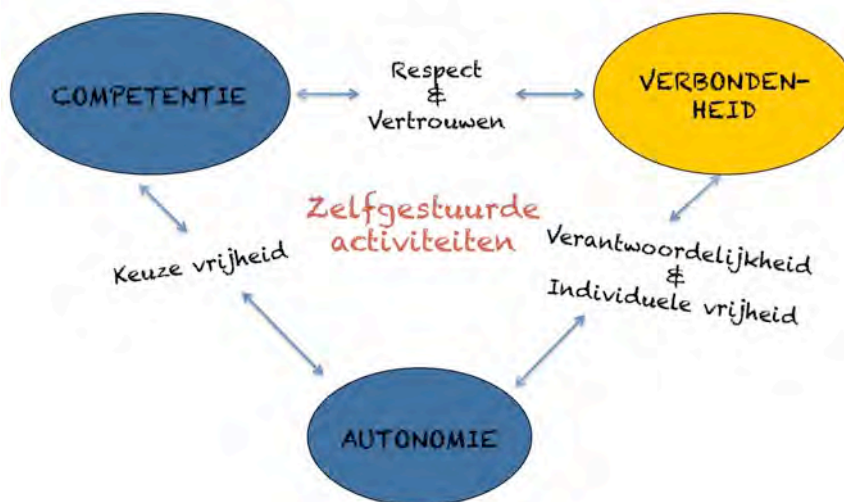 COMPETENTIE
Respect
&
Vertrouwen
VERBONDEN-
HEID
Zelfgestuurde
activiteiten
Keuze vrijheid
Verantwoordelijkheid
&
Individuele vrijheid
AUTONOMIE